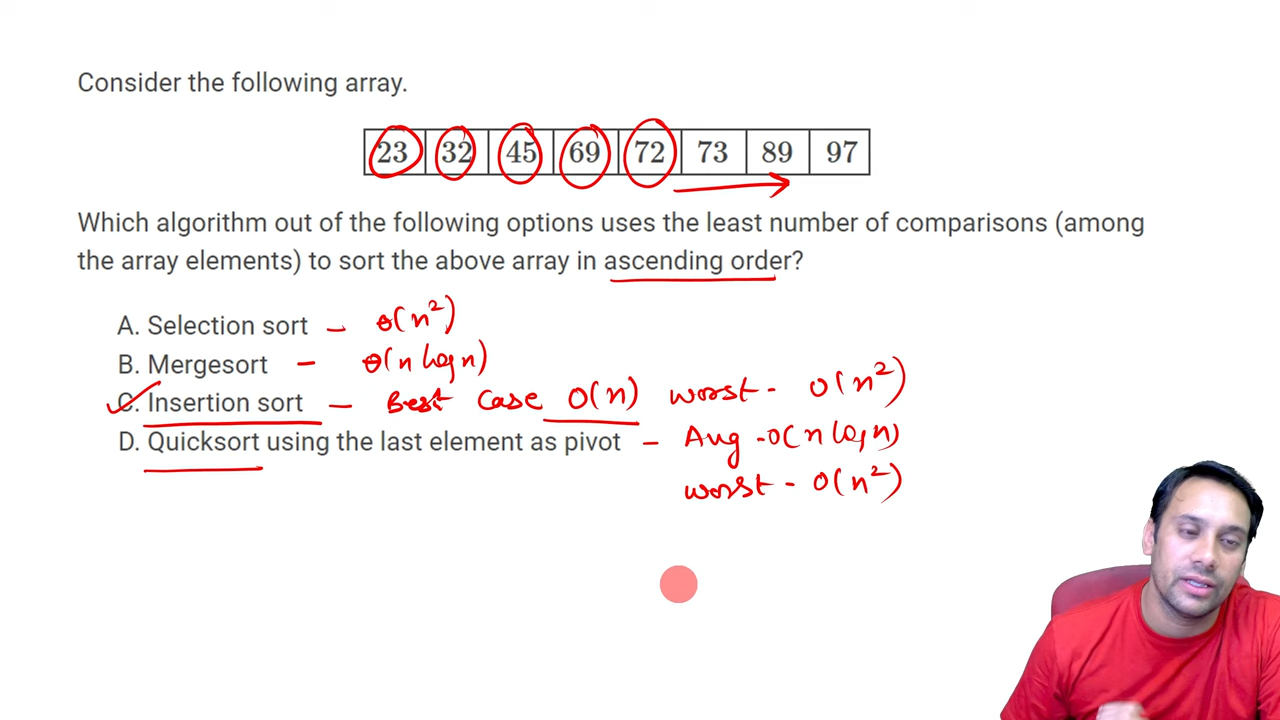 Consider the following array.
23 32 45 69 72 73 89 97
Which algorithm out of the following options uses the least number of comparisons (among
the array elements) to sort the above array in ascending order?
A. Selection sort – θ(n²)
B. Mergesort – θ(n log n)
C. Insertion sort – Best Case O(n) worst - O(n²)
D. Quicksort using the last element as pivot – Avg - O(n log n)
worst - O(n²)